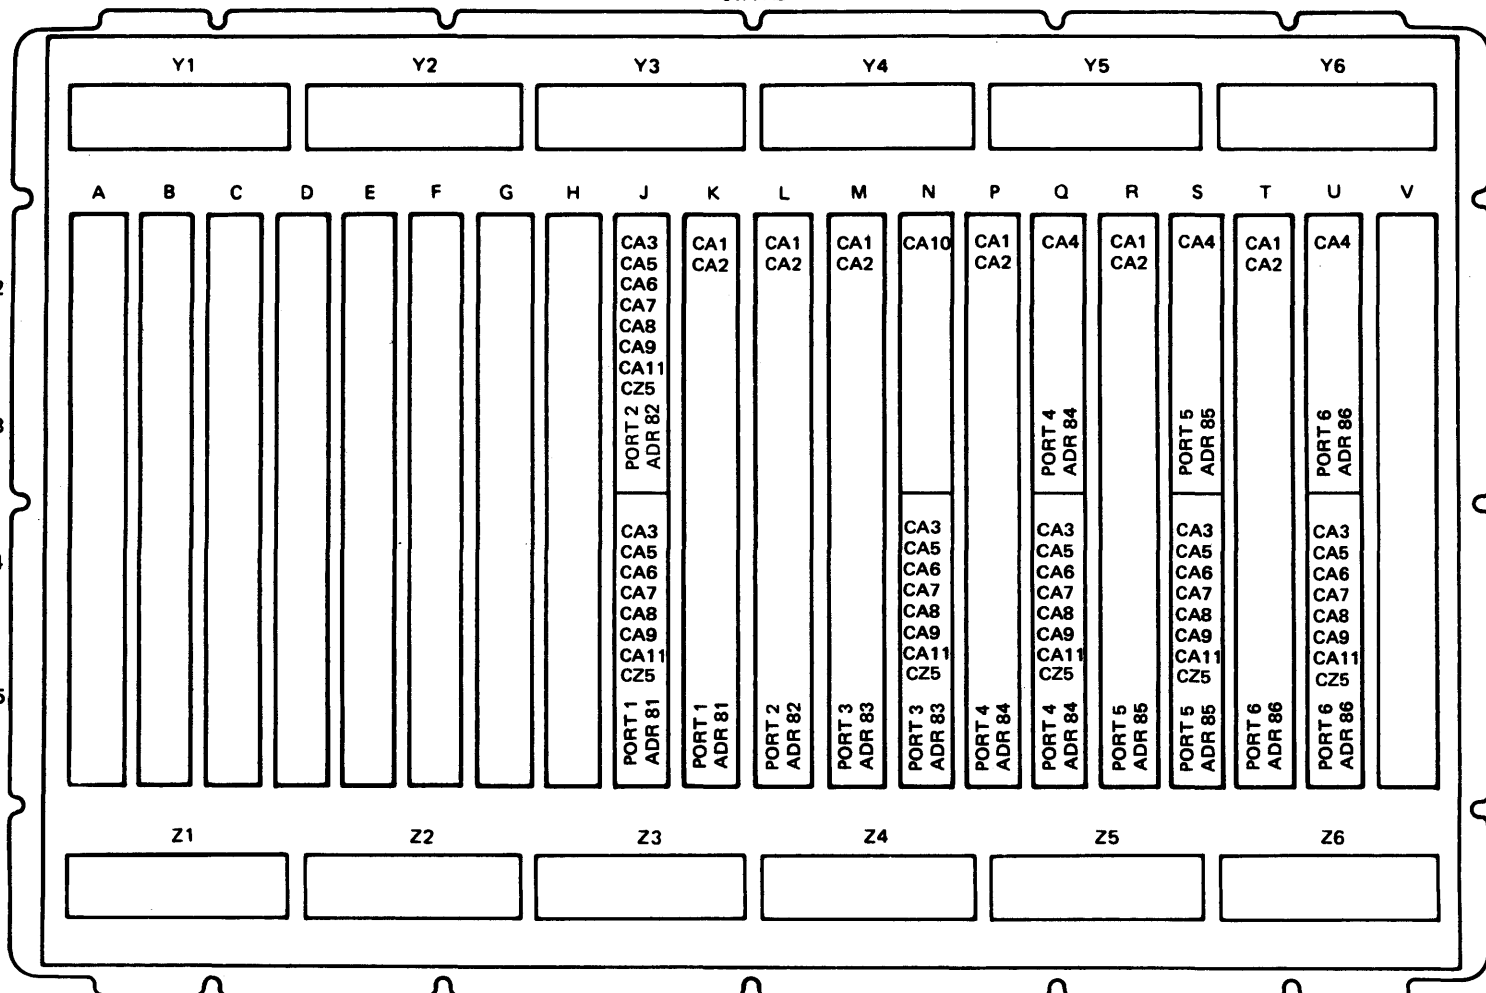 Y1 Y2 Y3 Y4 Y5 Y6
A B C D E F G H J K L M N P Q R S T U V
CA3
CA5
CA6
CA7
CA8
CA9
CA11
CZ5
PORT 2
ADR 82
CA3
CA5
CA6
CA7
CA8
CA9
CA11
CZ5
PORT 1
ADR 81
CA1
CA2
PORT 1
ADR 81
CA1
CA2
PORT 2
ADR 82
CA1
CA2
PORT 3
ADR 83
CA10
CA3
CA5
CA6
CA7
CA8
CA9
CA11
CZ5
PORT 3
ADR 83
CA1
CA2
PORT 4
ADR 84
CA4
PORT 4
ADR 84
CA3
CA5
CA6
CA7
CA8
CA9
CA11
CZ5
PORT 4
ADR 84
CA1
CA2
PORT 5
ADR 85
CA4
PORT 5
ADR 85
CA3
CA5
CA6
CA7
CA8
CA9
CA11
CZ5
PORT 5
ADR 85
CA1
CA2
PORT 6
ADR 86
CA4
PORT 6
ADR 86
CA3
CA5
CA6
CA7
CA8
CA9
CA11
CZ5
PORT 6
ADR 86
Z1 Z2 Z3 Z4 Z5 Z6